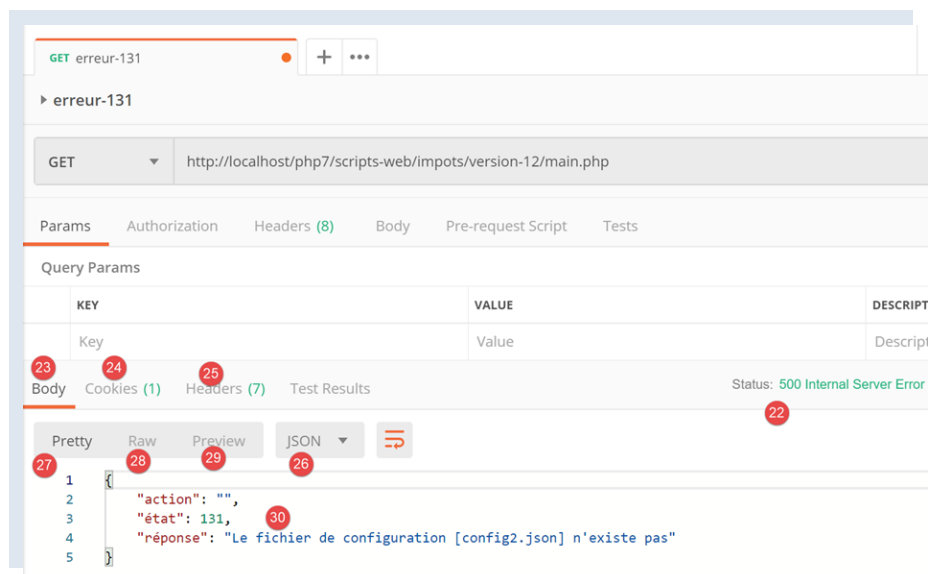 GET erreur-131
erreur-131
GET http://localhost/php7/scripts-web/impots/version-12/main.php
Params Authorization Headers (8) Body Pre-request Script Tests
Query Params
KEY VALUE DESCRIPT
Key Value Descript
23 24 25
Body Cookies (1) Headers (7) Test Results Status: 500 Internal Server Error
22
Pretty Raw Preview JSON
27 28 29 26
1 {
2 "action": "",
3 "état": 131, 30
4 "réponse": "Le fichier de configuration [config2.json] n'existe pas"
5 }